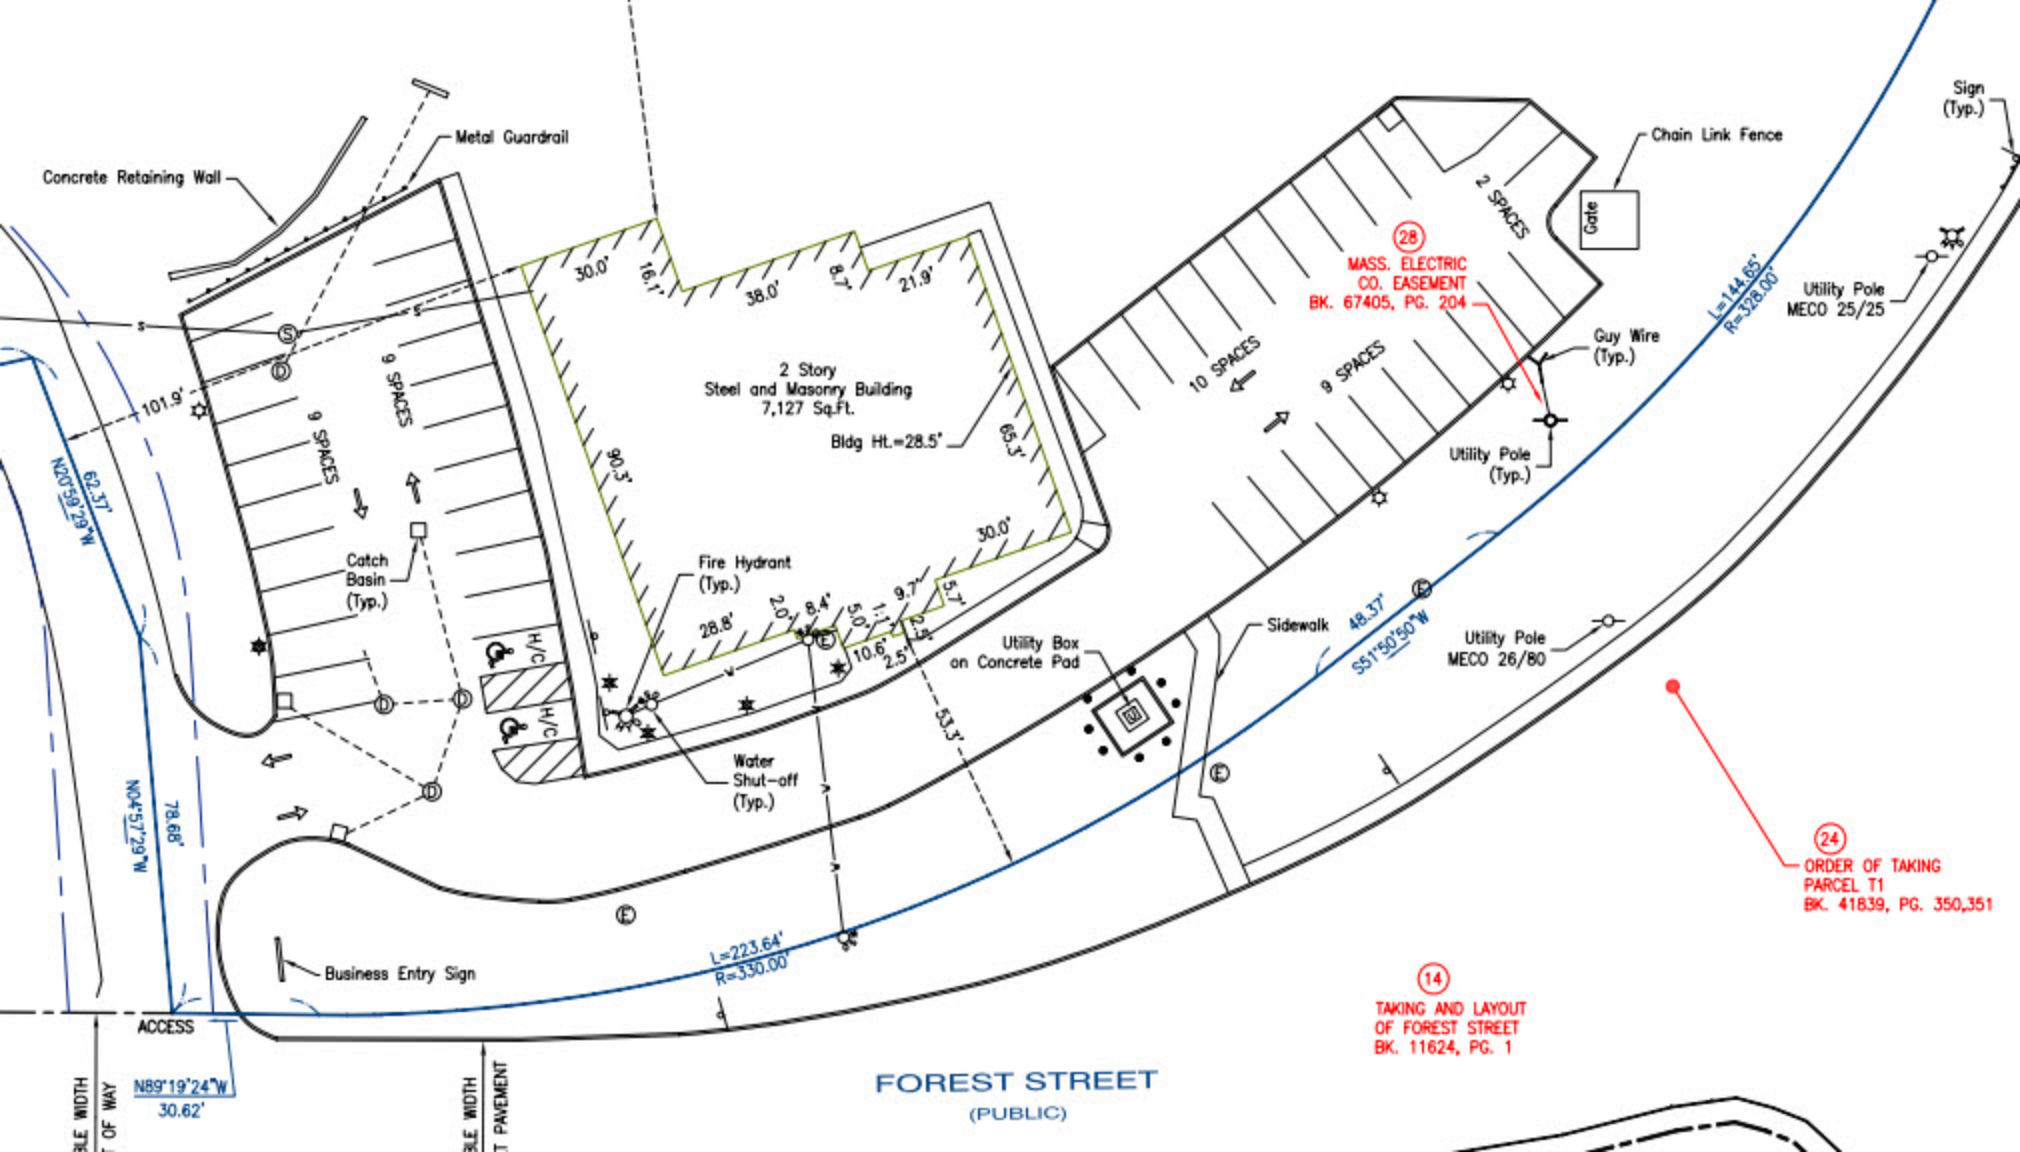 Sign
(Typ.)
Metal Guardrail
Chain Link Fence
Concrete Retaining Wall
2 SPACES
Gate
28
MASS. ELECTRIC
CO. EASEMENT
BK. 67405, PG. 204
30.0'
16.1'
38.0'
8.7'
21.9'
L=144.65'
R=328.00'
Utility Pole
MECO 25/25
S
S
S
D
101.9'
9 SPACES
9 SPACES
2 Story
Steel and Masonry Building
7,127 Sq.Ft.
Bldg Ht.=28.5'
65.3'
90.3'
10 SPACES
9 SPACES
Guy Wire
(Typ.)
Utility Pole
(Typ.)
62.37'
N20°59'29"W
Catch
Basin
(Typ.)
Fire Hydrant
(Typ.)
30.0'
28.8'
2.0'
8.4'
5.0'
1.1'
9.7'
5.7'
2.5'
10.6'
2.5'
E
E
48.37'
S51°50'50"W
Sidewalk
Utility Box
on Concrete Pad
U
Utility Pole
MECO 26/80
H/C
H/C
D
D
D
W
W
W
W
53.3'
Water
Shut-off
(Typ.)
E
78.68'
N04°57'29"W
24
ORDER OF TAKING
PARCEL T1
BK. 41839, PG. 350,351
E
L=223.64'
R=330.00'
Business Entry Sign
14
TAKING AND LAYOUT
OF FOREST STREET
BK. 11624, PG. 1
ACCESS
N89°19'24"W
30.62'
WIDTH
OF WAY
WIDTH
PAVEMENT
FOREST STREET
(PUBLIC)